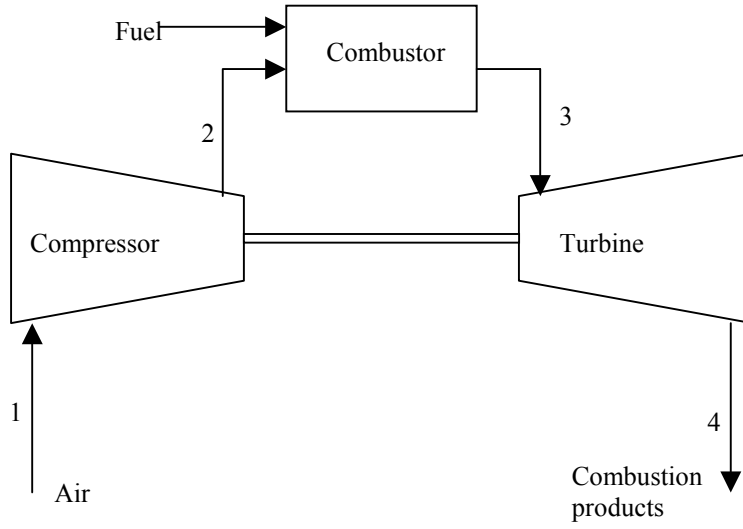 Fuel
Combustor
2
3
Compressor
Turbine
1
4
Air
Combustion
products